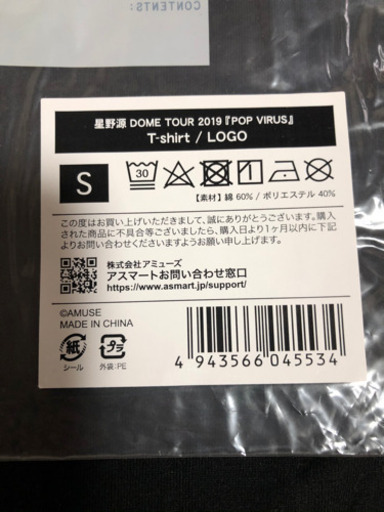 CONTENTS:
星野源 DOME TOUR 2019『POP VIRUS』
T-shirt / LOGO
S
30
【素材】綿 60% / ポリエステル 40%
この度はお買い上げいただきまして、誠にありがとうございます。購入
された商品に不具合等ございましたら、購入日より1ヶ月以内に下記
よりお問い合わせくださいますようお願い申し上げます。
株式会社アミューズ
アスマートお問い合わせ窓口
https://www.asmart.jp/support/
©AMUSE
MADE IN CHINA
紙
シール
プラ
外袋:PE
4 943566 045534